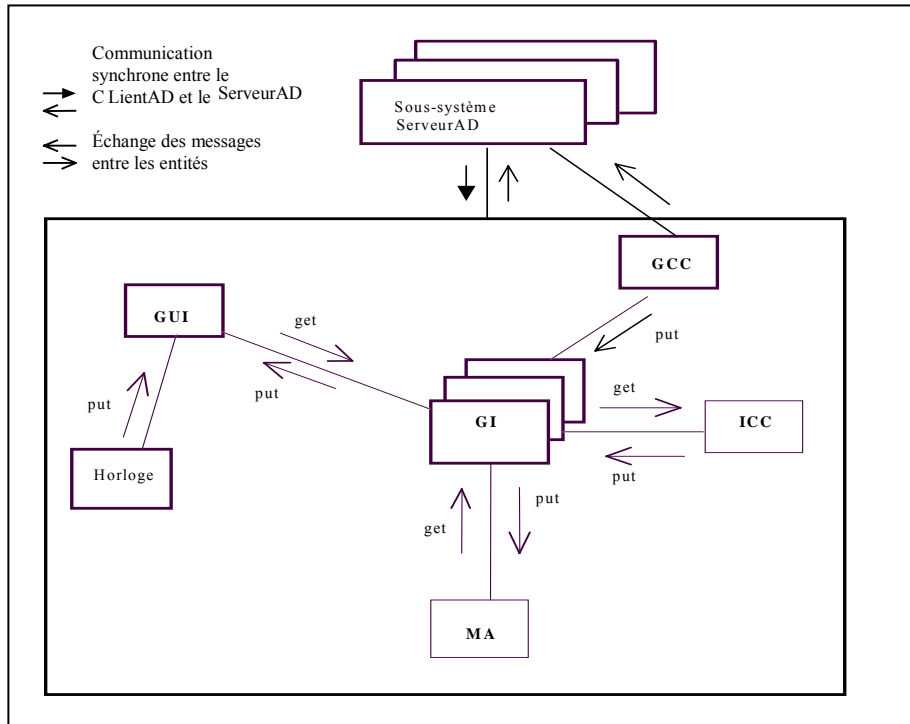 Communication
synchrone entre le
C LientAD et le ServeurAD
Échange des messages
entre les entités
Sous-système
ServeurAD
GCC
GUI
get
put
put
get
put
GI
ICC
put
Horloge
get
put
MA